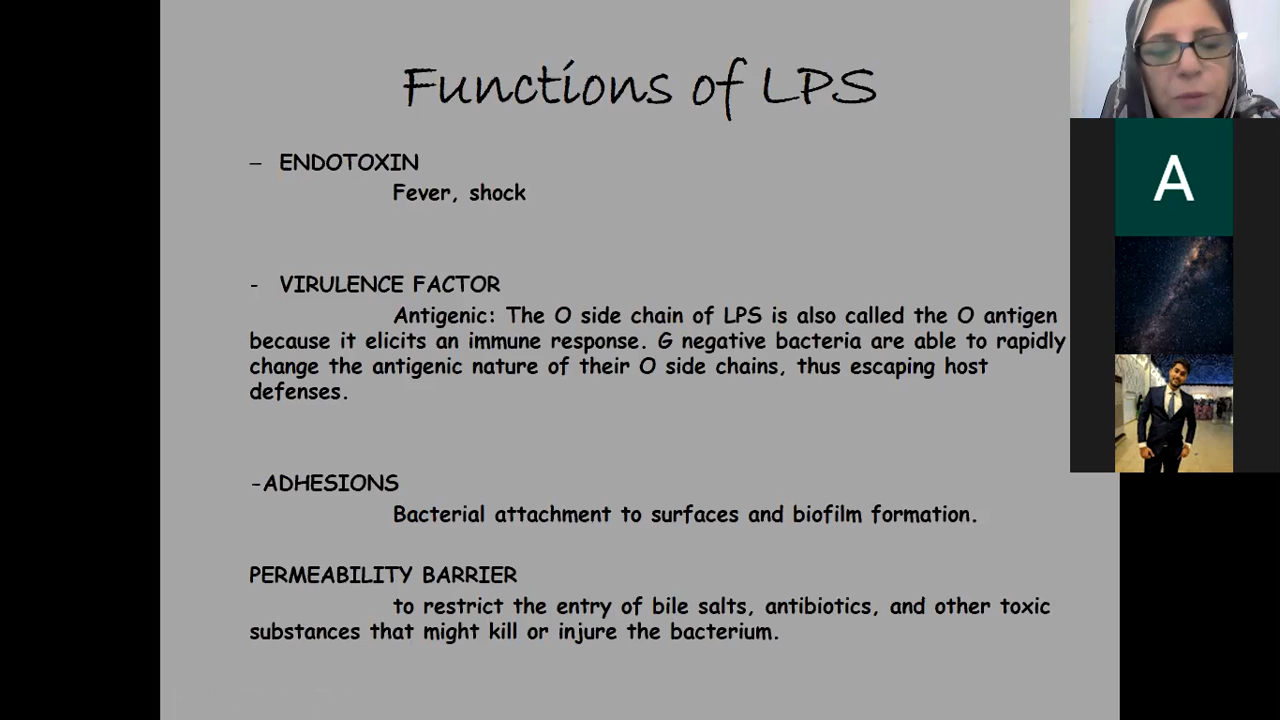 Functions of LPS
– ENDOTOXIN
Fever, shock
- VIRULENCE FACTOR
Antigenic: The O side chain of LPS is also called the O antigen
because it elicits an immune response. G negative bacteria are able to rapidly
change the antigenic nature of their O side chains, thus escaping host
defenses.
-ADHESIONS
Bacterial attachment to surfaces and biofilm formation.
PERMEABILITY BARRIER
to restrict the entry of bile salts, antibiotics, and other toxic
substances that might kill or injure the bacterium.
A